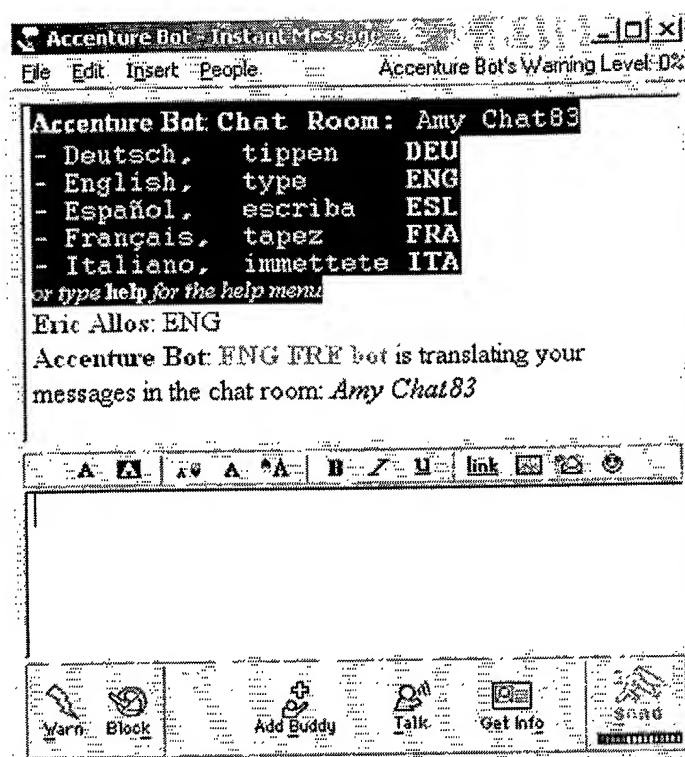 Accenture Bot - Instant Message
File Edit Insert People Accenture Bot's Warning Level: 0%
Accenture Bot: Chat Room: Amy Chat83
- Deutsch, tippen DEU
- English, type ENG
- Español, escriba ESL
- Français, tapez FRA
- Italiano, immettete ITA
or type help for the help menu
Eric Allos: ENG
Accenture Bot: ENG FRE bot is translating your
messages in the chat room: Amy Chat83
A A A A A B I U link
Warn Block Add Buddy Talk Get Info Send